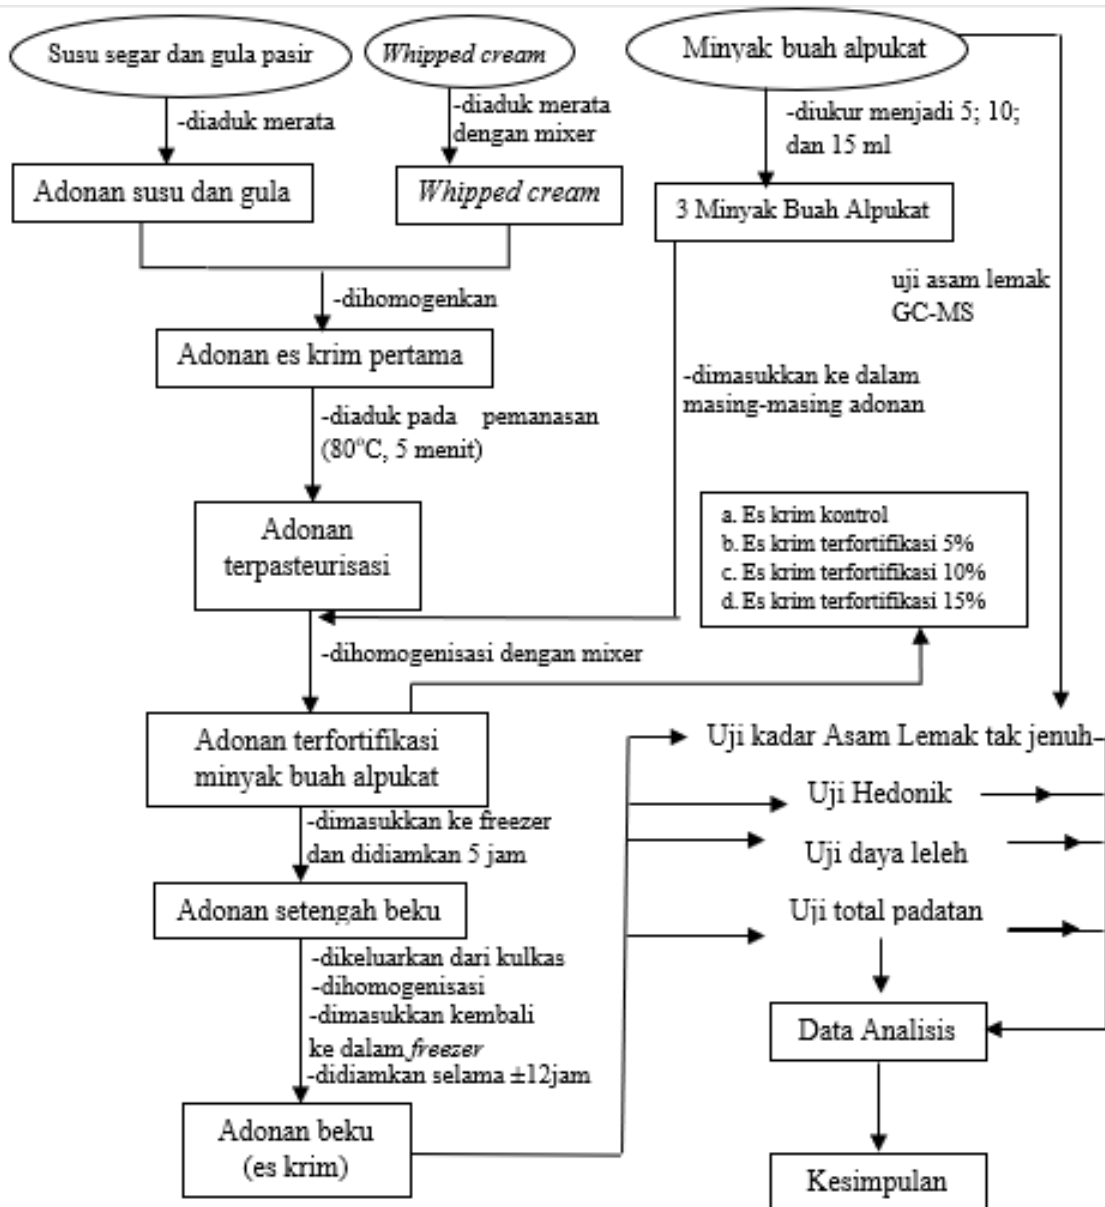 Susu segar dan gula pasir
Whipped cream
Minyak buah alpukat
-diaduk merata
-diaduk merata
dengan mixer
-diukur menjadi 5; 10;
dan 15 ml
Adonan susu dan gula
Whipped cream
3 Minyak Buah Alpukat
uji asam lemak
GC-MS
-dihomogenkan
Adonan es krim pertama
-dimasukkan ke dalam
masing-masing adonan
-diaduk pada pemanasan
(80°C, 5 menit)
Adonan
terpasteurisasi
a. Es krim kontrol
b. Es krim terfortifikasi 5%
c. Es krim terfortifikasi 10%
d. Es krim terfortifikasi 15%
-dihomogenisasi dengan mixer
Adonan terfortifikasi
minyak buah alpukat
Uji kadar Asam Lemak tak jenuh
Uji Hedonik
Uji daya leleh
Uji total padatan
-dimasukkan ke freezer
dan didiamkan 5 jam
Adonan setengah beku
-dikeluarkan dari kulkas
-dihomogenisasi
-dimasukkan kembali
ke dalam freezer
-didiamkan selama ±12jam
Data Analisis
Adonan beku
(es krim)
Kesimpulan